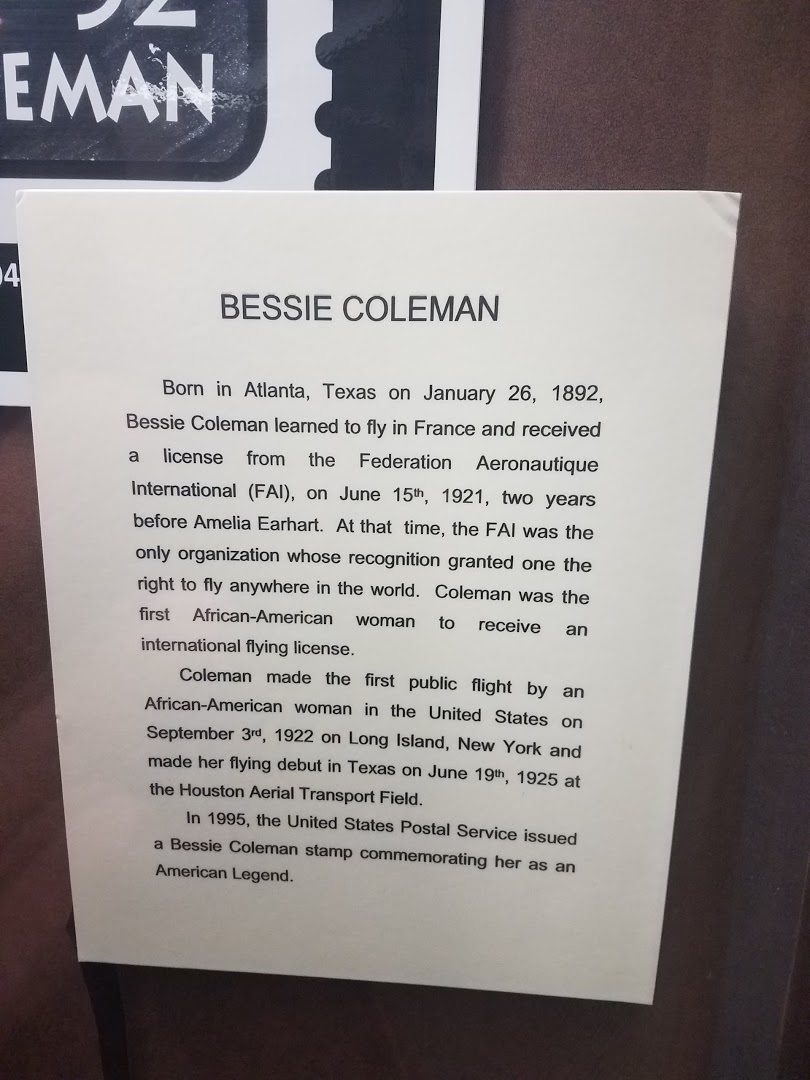 EMAN
04
BESSIE COLEMAN
Born in Atlanta, Texas on January 26, 1892,
Bessie Coleman learned to fly in France and received
a license from the Federation Aeronautique
International (FAI), on June 15th, 1921, two years
before Amelia Earhart. At that time, the FAI was the
only organization whose recognition granted one the
right to fly anywhere in the world. Coleman was the
first African-American woman to receive an
international flying license.
Coleman made the first public flight by an
African-American woman in the United States on
September 3rd, 1922 on Long Island, New York and
made her flying debut in Texas on June 19th, 1925 at
the Houston Aerial Transport Field.
In 1995, the United States Postal Service issued
a Bessie Coleman stamp commemorating her as an
American Legend.